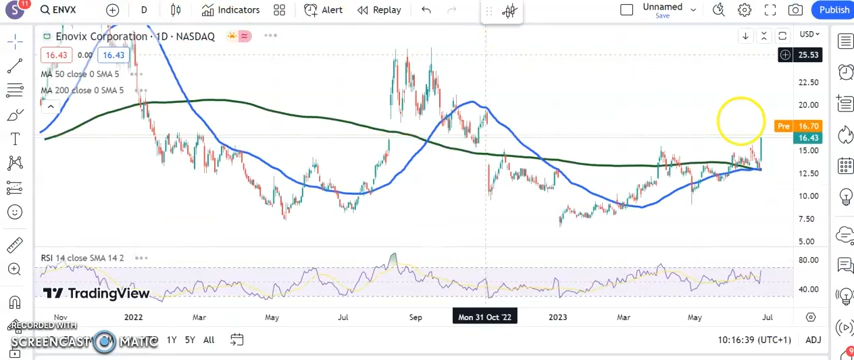 S 11 ENVX D Indicators Alert Replay Unnamed Save Publish
Enovix Corporation · 1D · NASDAQ
USD
16.43 0.00 16.43
25.53
MA 50 close 0 SMA 5
22.50
MA 200 close 0 SMA 5
20.00
Pre 16.70
16.43
15.00
12.50
10.00
7.50
5.00
RSI 14 close SMA 14 2
80.00
TradingView
40.00
Nov 2022 Mar May Jul Sep Mon 31 Oct '22 2023 Mar May Jul
RECORDED WITH
SCREENCAST MATIC
1Y 5Y All
10:16:39 (UTC+1) ADJ